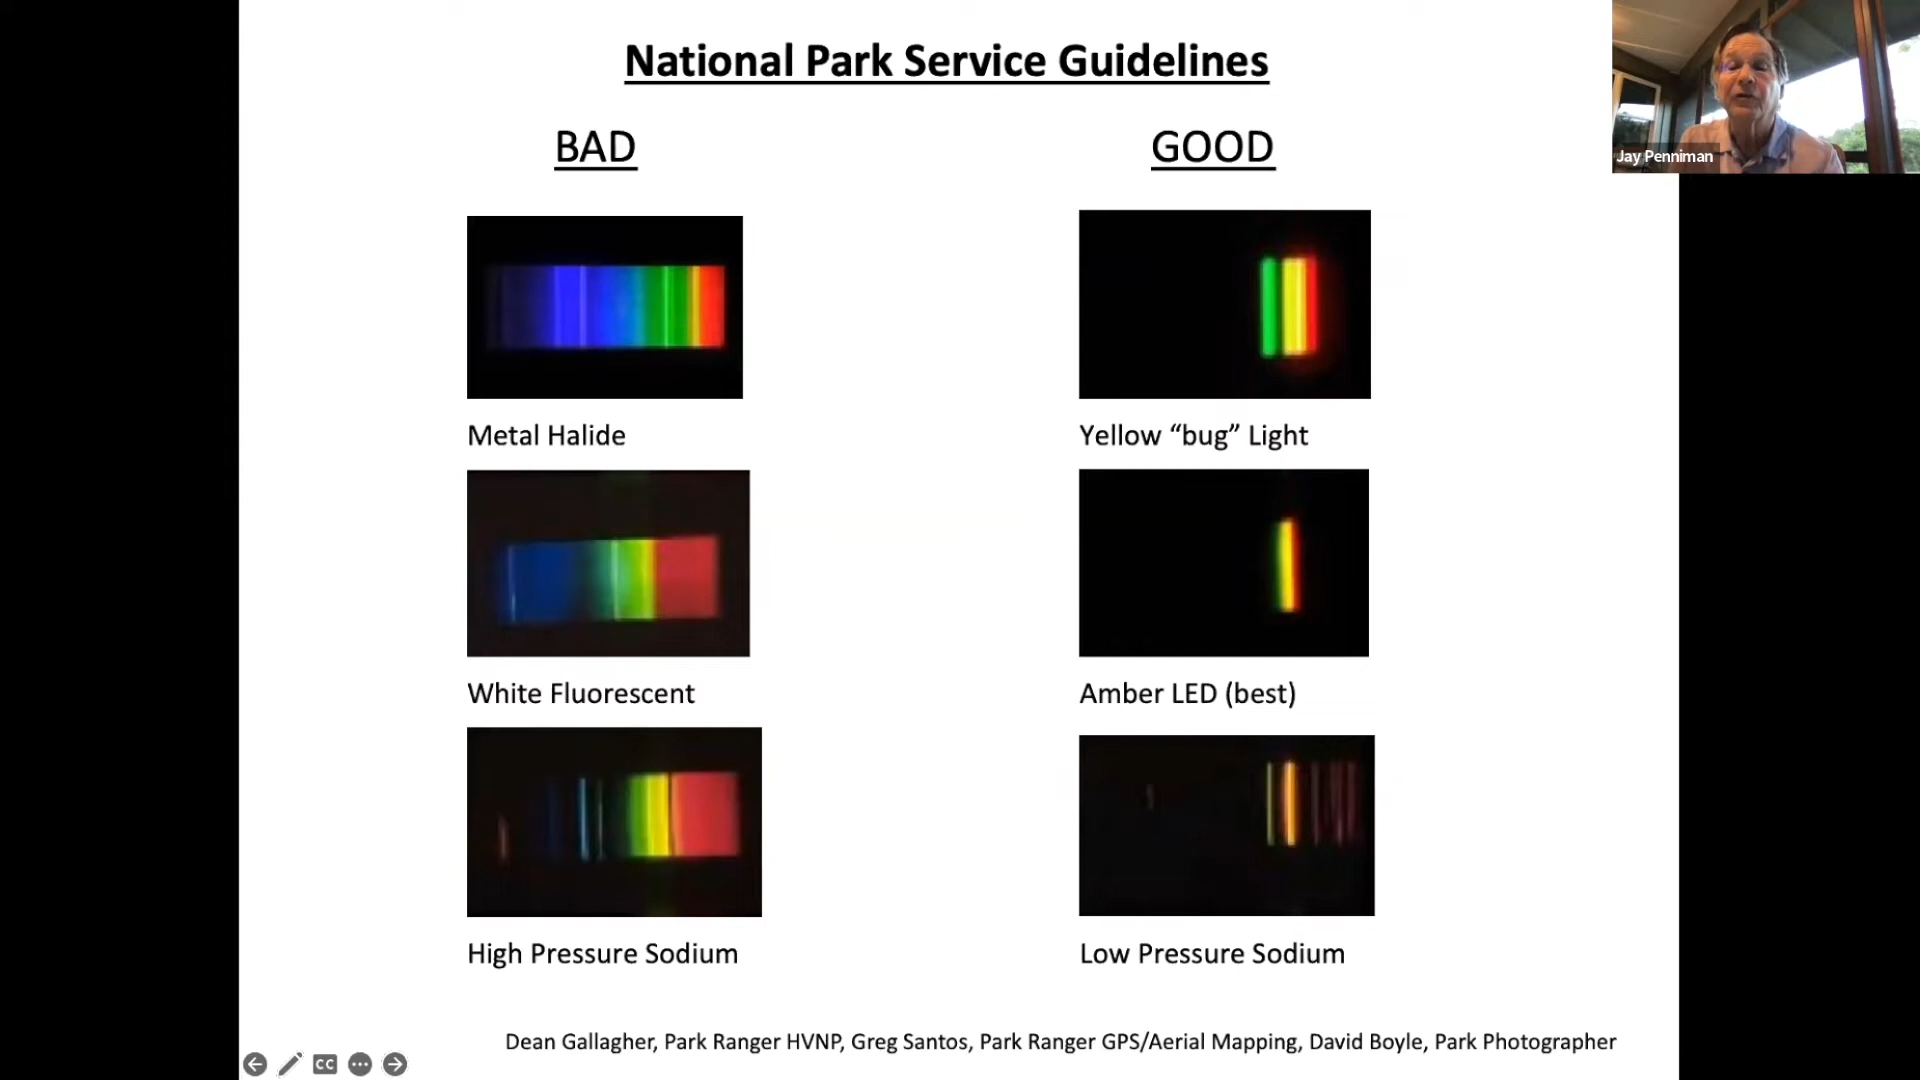 National Park Service Guidelines
BAD
GOOD
Jay Penniman
Metal Halide
Yellow “bug” Light
White Fluorescent
Amber LED (best)
High Pressure Sodium
Low Pressure Sodium
Dean Gallagher, Park Ranger HVNP, Greg Santos, Park Ranger GPS/Aerial Mapping, David Boyle, Park Photographer
CC